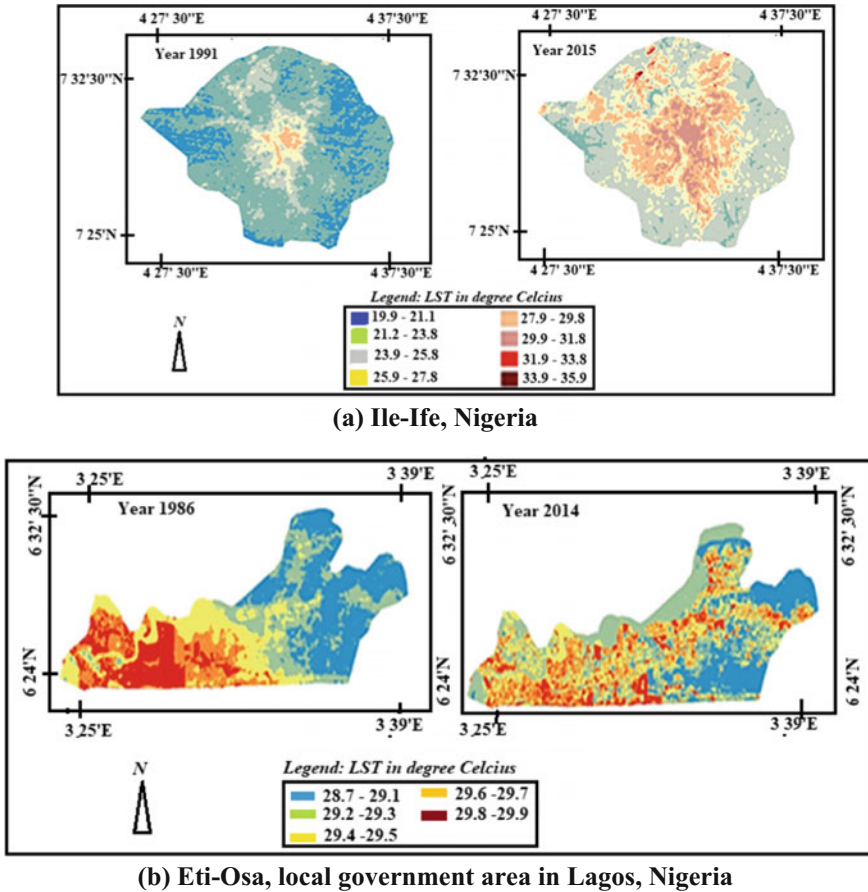 4 27' 30''E 4 37'30''E 4 27' 30''E 4 37'30''E
Year 1991 Year 2015
7 32'30''N 7 32'30''N
7 25'N 7 25'N
4 27' 30''E 4 37'30''E 4 27' 30''E 4 37'30''E
Legend: LST in degree Celcius
N
19.9 - 21.1 27.9 - 29.8
21.2 - 23.8 29.9 - 31.8
23.9 - 25.8 31.9 - 33.8
25.9 - 27.8 33.9 - 35.9
(a) Ile-Ife, Nigeria
3 25'E 3 39'E 3 25'E 3 39'E
Year 1986 Year 2014
6 32' 30''N 6 32' 30''N 6 32' 30''N
6 24'N 6 24'N 6 24'N
3 25'E 3 39'E 3 25'E 3 39'E
Legend: LST in degree Celcius
N
28.7 - 29.1 29.6 -29.7
29.2 -29.3 29.8 -29.9
29.4 -29.5
(b) Eti-Osa, local government area in Lagos, Nigeria